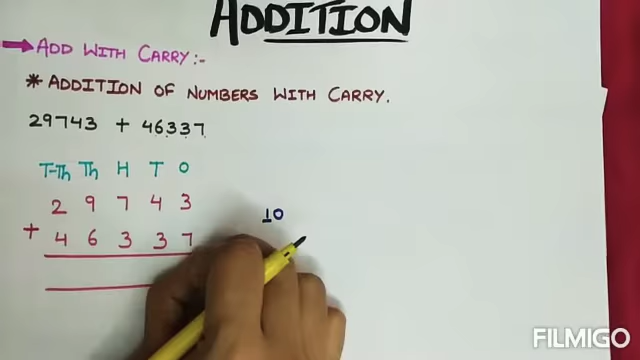 ADDITION
ADD WITH CARRY:-
* ADDITION OF NUMBERS WITH CARRY.
29743 + 46337
T-Th Th H T O
2 9 7 4 3
+ 4 6 3 3 7
10
FILMIGO